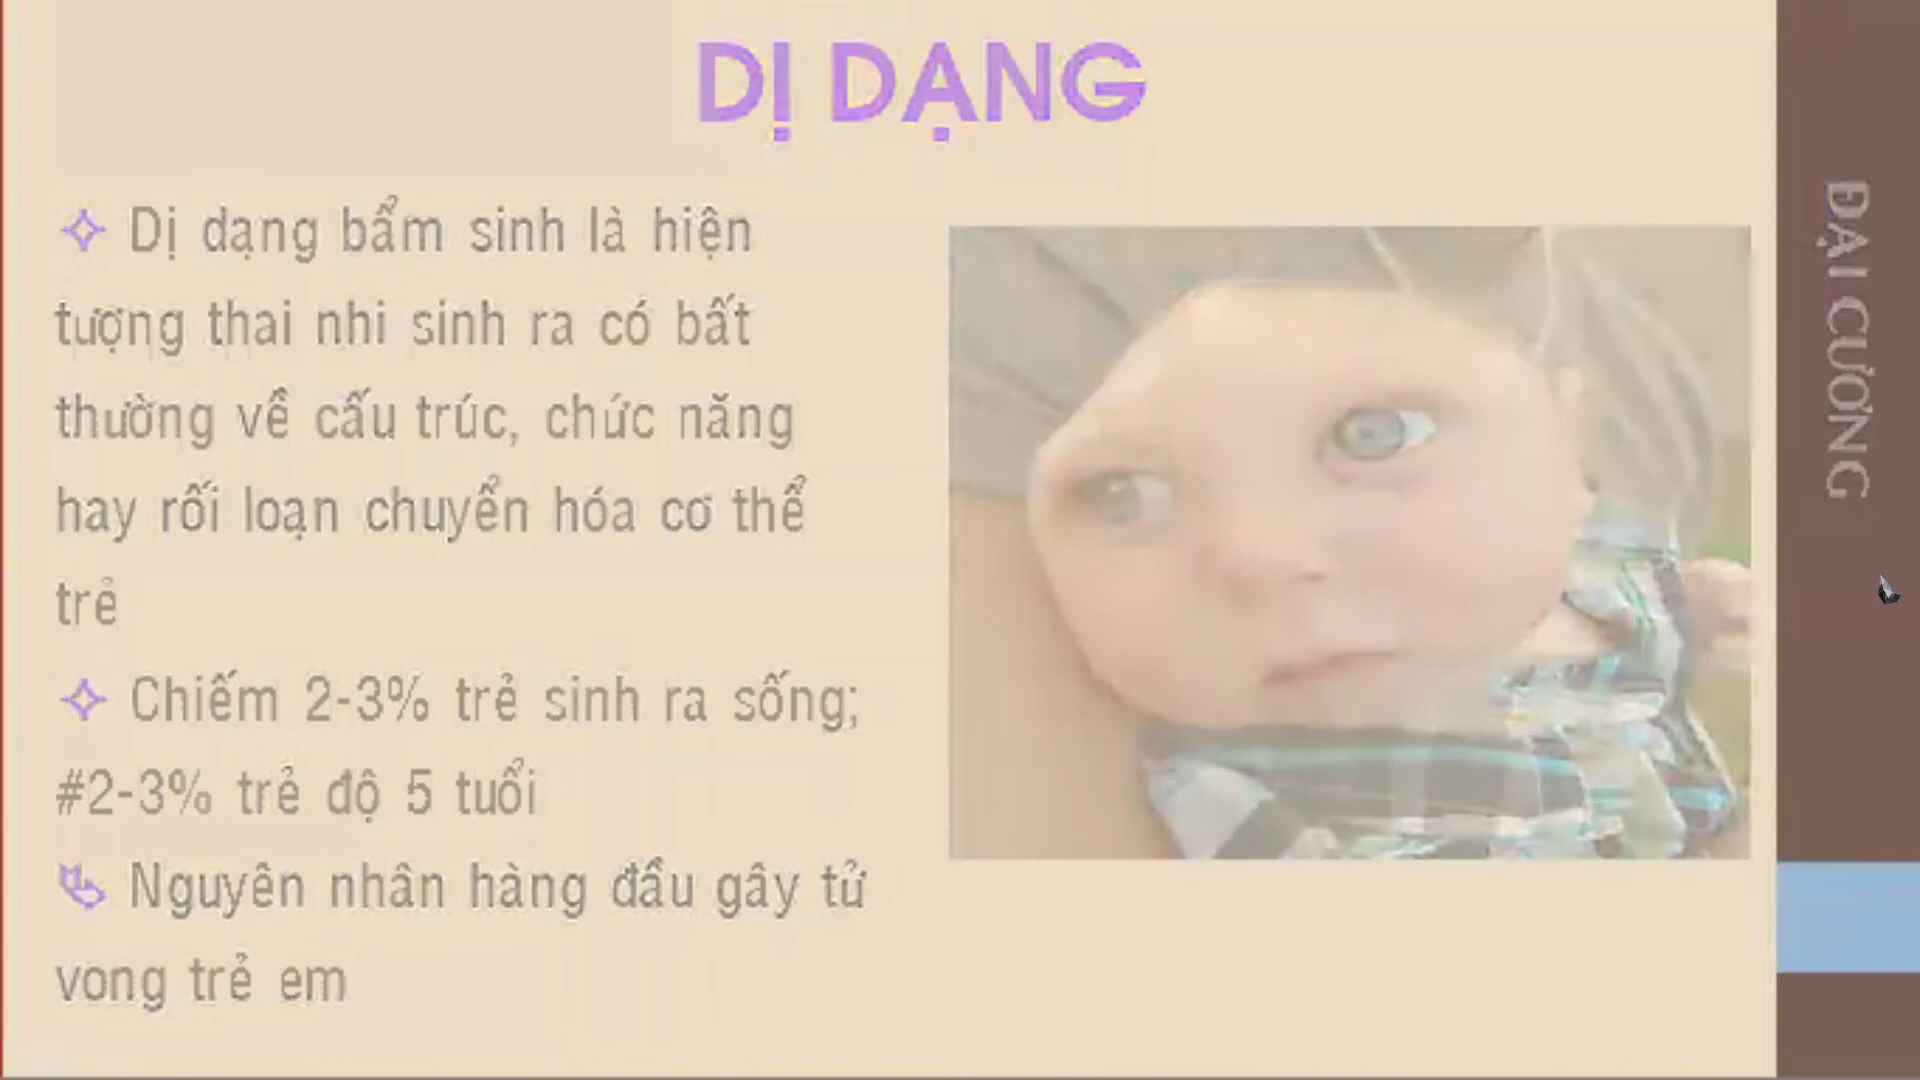 DỊ DẠNG
Dị dạng bẩm sinh là hiện
tượng thai nhi sinh ra có bất
thường về cấu trúc, chức năng
hay rối loạn chuyển hóa cơ thể
trẻ
Chiếm 2-3% trẻ sinh ra sống;
#2-3% trẻ độ 5 tuổi
Nguyên nhân hàng đầu gây tử
vong trẻ em
ĐẠI CƯƠNG